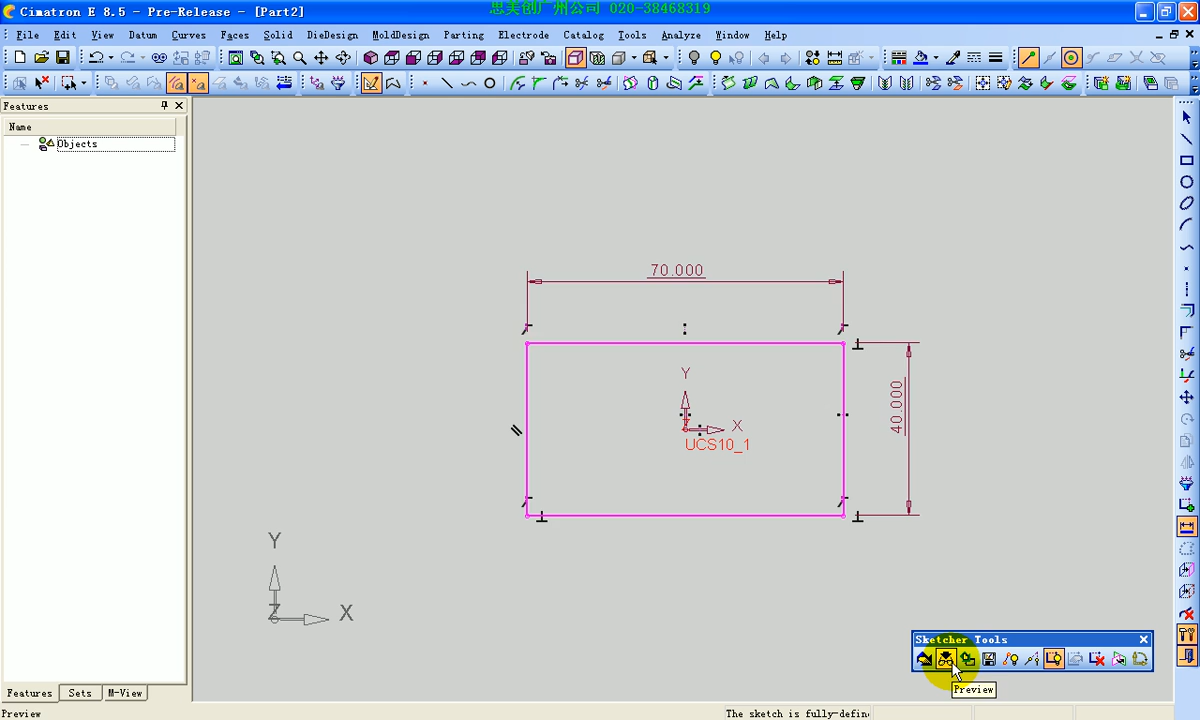 Cimatron E 8.5 - Pre-Release - [Part2]
思美创广州公司 020-38468319
File Edit View Datum Curves Faces Solid DieDesign MoldDesign Parting Electrode Catalog Tools Analyze Window Help
Features
Name
Objects
70.000
40.000
Y
X
UCS10_1
Y
Z
X
Sketcher Tools
Preview
Features Sets M-View
Preview
The sketch is fully-defin